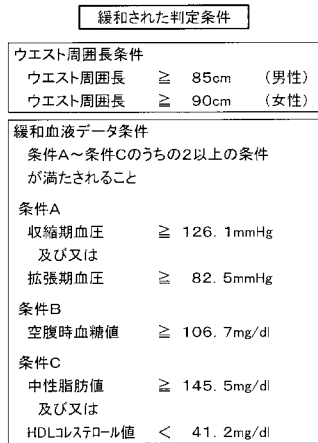 緩和された判定条件
ウエスト周囲長条件
ウエスト周囲長 ≧ 85cm (男性)
ウエスト周囲長 ≧ 90cm (女性)
緩和血液データ条件
条件A~条件Cのうちの2以上の条件
が満たされること
条件A
収縮期血圧 ≧ 126. 1mmHg
及び又は
拡張期血圧 ≧ 82. 5mmHg
条件B
空腹時血糖値 ≧ 106. 7mg/dl
条件C
中性脂肪値 ≧ 145. 5mg/dl
及び又は
HDLコレステロール値 < 41. 2mg/dl